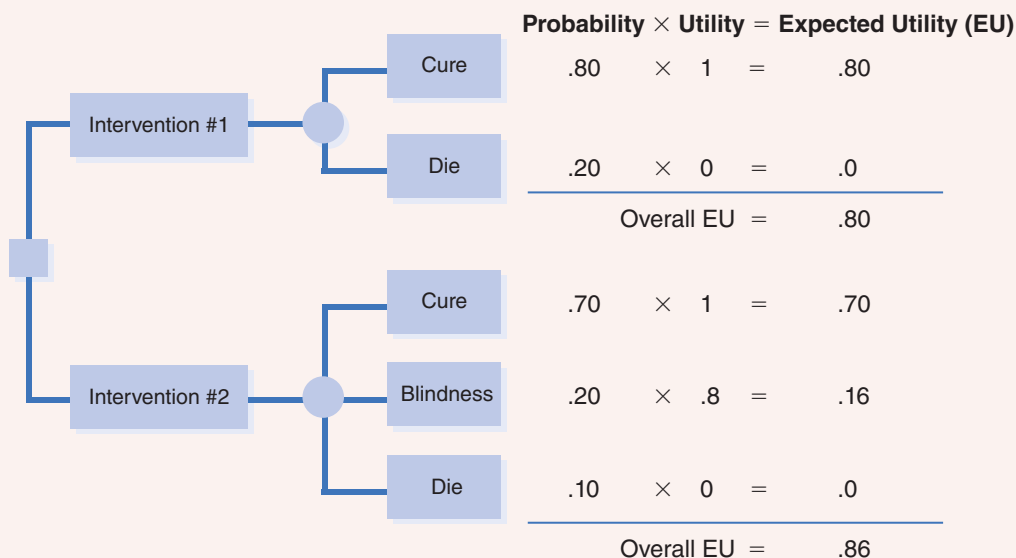 Probability × Utility = Expected Utility (EU)
Cure .80 × 1 = .80
Intervention #1
Die .20 × 0 = .0
Overall EU = .80
Cure .70 × 1 = .70
Intervention #2 Blindness .20 × .8 = .16
Die .10 × 0 = .0
Overall EU = .86